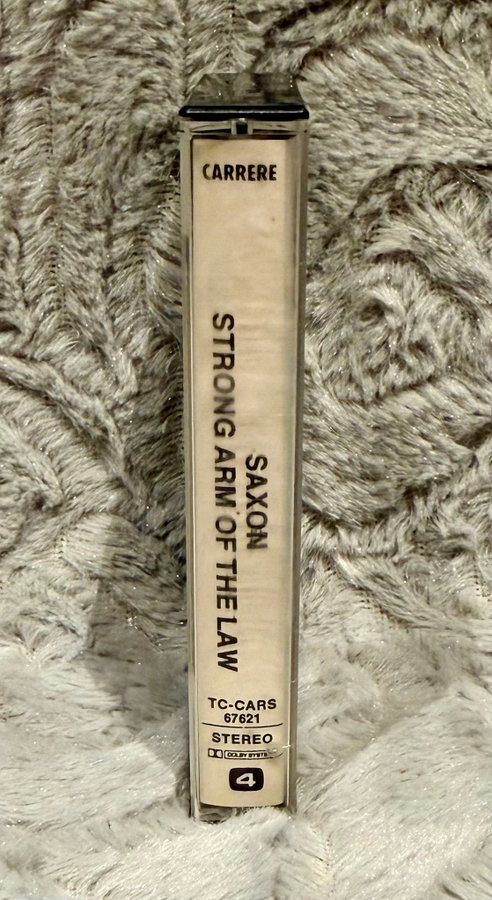 CARRERE
SAXON
STRONG ARM OF THE LAW
TC-CARS
67621
STEREO
DOLBY SYSTEM
4